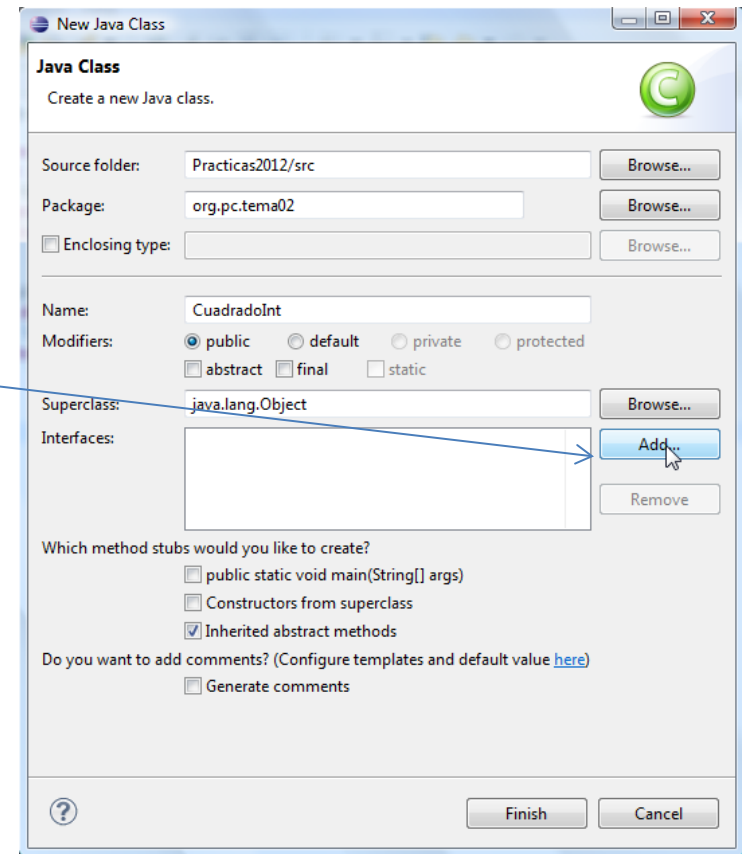 New Java Class
Java Class
Create a new Java class.
Source folder: Practicas2012/src Browse...
Package: org.pc.tema02 Browse...
Enclosing type: Browse...
Name: CuadradoInt
Modifiers: public default private protected
abstract final static
Superclass: java.lang.Object Browse...
Interfaces: Add...
Remove
Which method stubs would you like to create?
public static void main(String[] args)
Constructors from superclass
Inherited abstract methods
Do you want to add comments? (Configure templates and default value here)
Generate comments
Finish Cancel